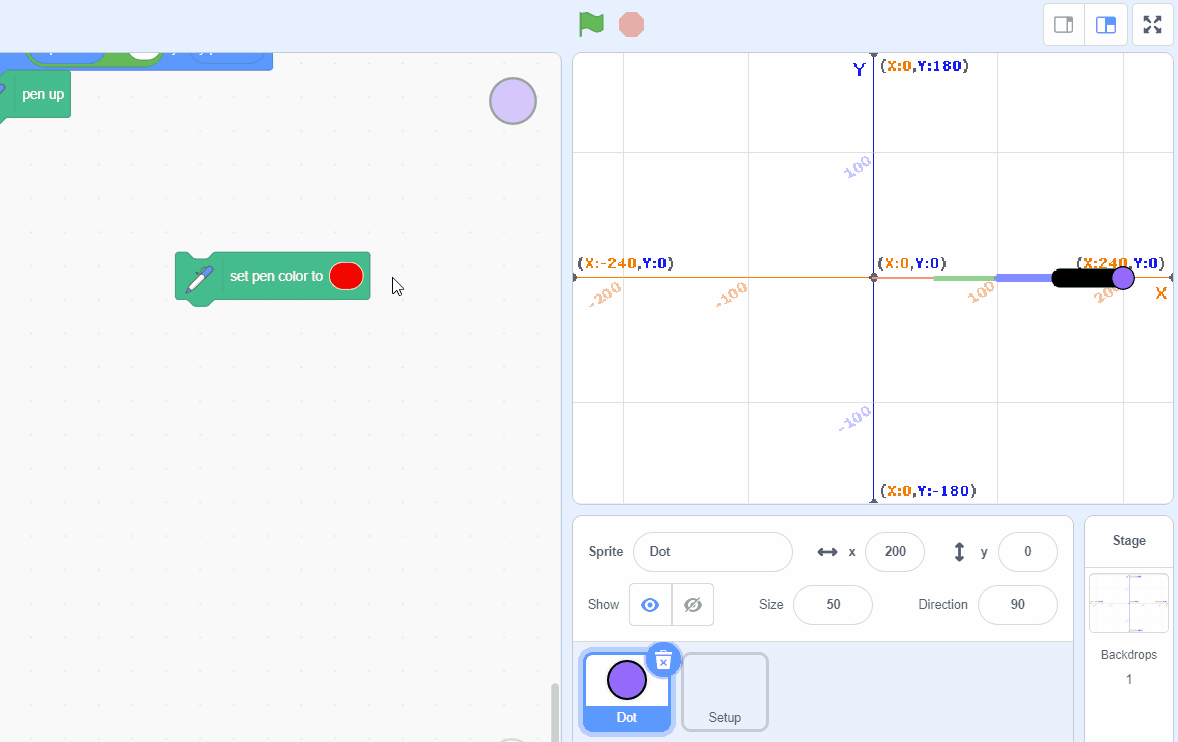 pen up
set pen color to
Y
(X:0,Y:180)
100
(X:-240,Y:0)
(X:0,Y:0)
(X:240,Y:0)
-200
-100
100
200
X
-100
(X:0,Y:-180)
Sprite
Dot
x
200
y
0
Show
Size
50
Direction
90
Dot
Setup
Stage
Backdrops
1